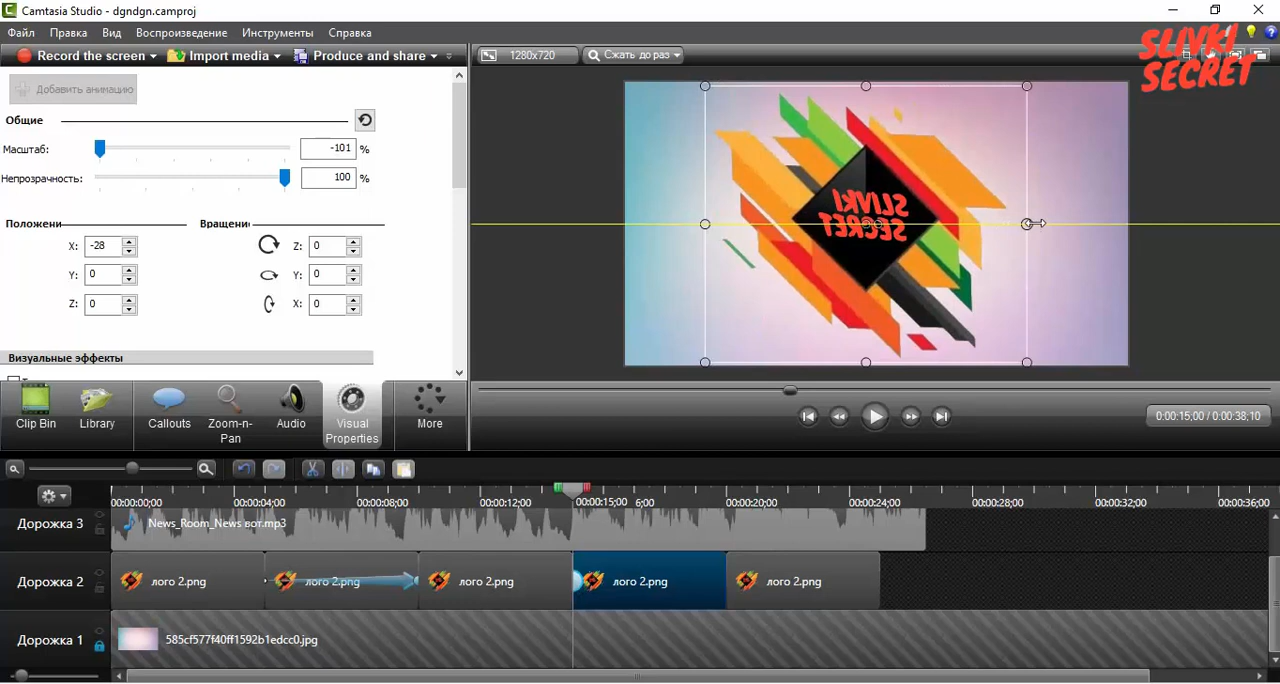 Camtasia Studio - dgndgn.camproj
Файл Правка Вид Воспроизведение Инструменты Справка
Record the screen Import media Produce and share
1280x720 Сжать до раз
SLIVKI
SECRET
Добавить анимацию
Общие
Масштаб: -101 %
Непрозрачность: 100 %
Положени Вращени
X: -28 Z: 0
Y: 0 Y: 0
Z: 0 X: 0
Визуальные эффекты
SLIVKI
SECRET
Clip Bin Library Callouts Zoom-n-Pan Audio Visual Properties More
0:00:15;00 / 0:00:38;10
00:00:00;00 00:00:04;00 00:00:08;00 00:00:12;00 00:00:15;00 6;00 00:00:20;00 00:00:24;00 00:00:28;00 00:00:32;00 00:00:36;00
Дорожка 3 News_Room_News вот.mp3
Дорожка 2 лого 2.png лого 2.png лого 2.png лого 2.png лого 2.png
Дорожка 1 585cf577f40ff1592b1edcc0.jpg